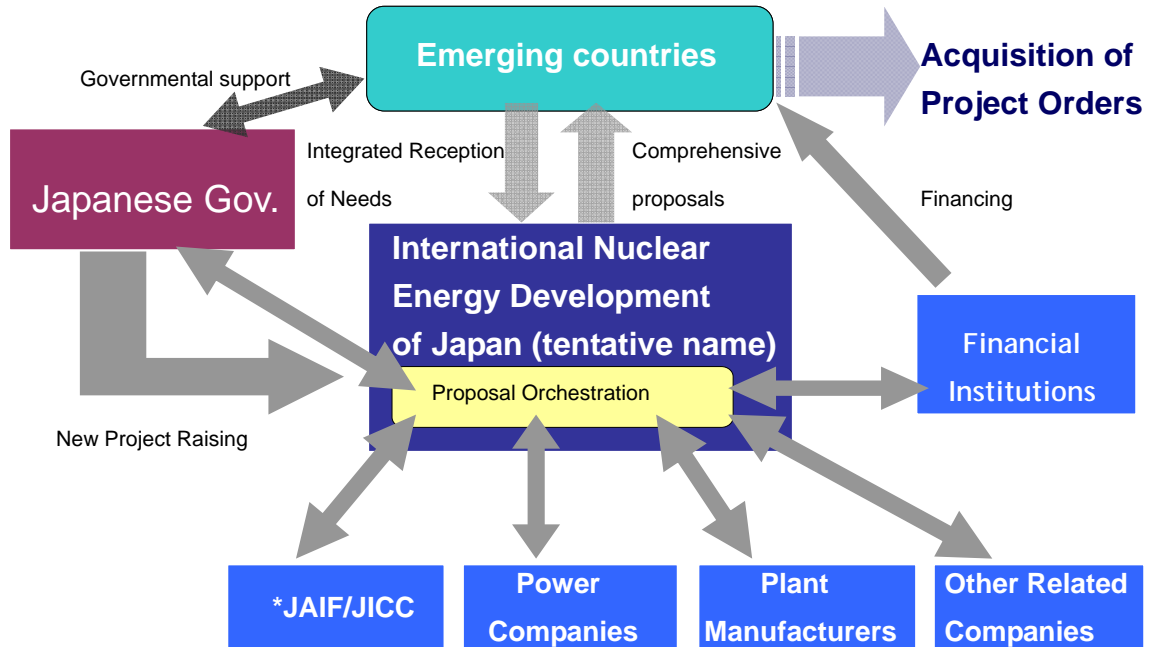 Emerging countries
Acquisition of
Project Orders
Governmental support
Japanese Gov.
Integrated Reception
of Needs
Comprehensive
proposals
Financing
International Nuclear
Energy Development
of Japan (tentative name)
Proposal Orchestration
Financial
Institutions
New Project Raising
*JAIF/JICC
Power
Companies
Plant
Manufacturers
Other Related
Companies